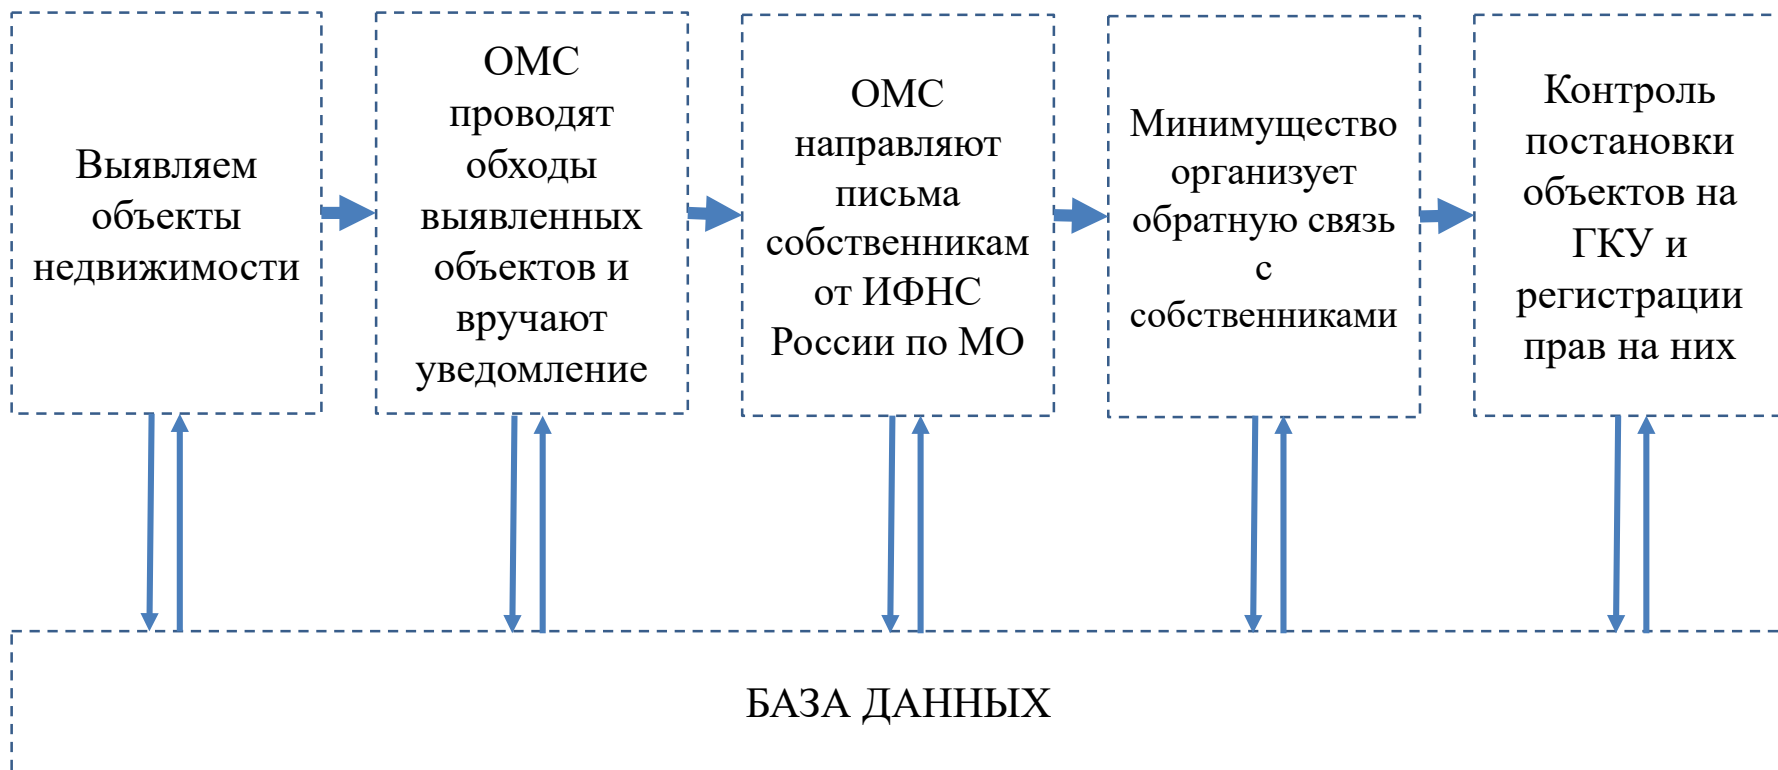 Выявляем
объекты
недвижимости
ОМС
проводят
обходы
выявленных
объектов и
вручают
уведомление
ОМС
направляют
письма
собственникам
от ИФНС
России по МО
Минимущество
организует
обратную связь
с
собственниками
Контроль
постановки
объектов на
ГКУ и
регистрации
прав на них
БАЗА ДАННЫХ